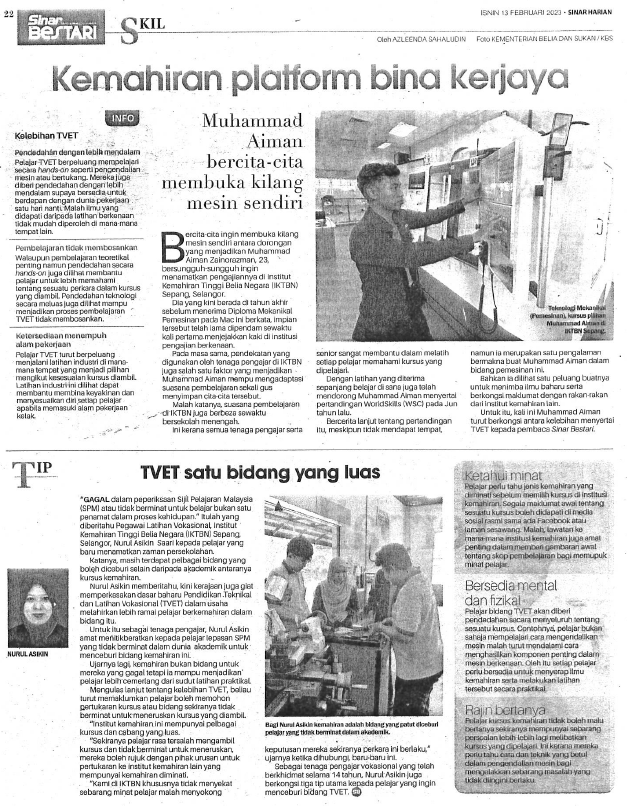 22
Sinar
BESTARI
SKIL
ISNIN 13 FEBRUARI 2023 • SINAR HARIAN
Oleh AZLEENDA SAHALUDIN Foto KEMENTERIAN BELIA DAN SUKAN / KBS
Kemahiran platform bina kerjaya
INFO
Kelebihan TVET
Pendedahan dengan lebih mendalam
Pelajar TVET berpeluang mempelajari
secara hands-on seperti pengendalian
mesin atau bertukang. Mereka juga
diberi pendedahan dengan lebih
mendalam supaya bersedia untuk
berdepan dengan dunia pekerjaan
satu hari nanti. Malah ilmu yang
didapati daripada latihan berkenaan
tidak mudah diperoleh di mana-mana
tempat lain.
Pembelajaran tidak membosankan
Walaupun pembelajaran teoretikal
penting namun pendedahan secara
hands-on juga dilihat membantu
pelajar untuk lebih memahami
tentang sesuatu perkara dalam kursus
yang diambil. Pendedahan teknologi
secara meluas juga dilihat mampu
menjadikan proses pembelajaran
TVET tidak membosankan.
Ketersediaan menempuh
alam pekerjaan
Pelajar TVET turut berpeluang
menjalani latihan industri di mana-
mana tempat yang menjadi pilihan
mengikut kesesuaian kursus diambil.
Latihan industri ini dilihat dapat
membantu membina keyakinan dan
menyesuaikan diri setiap pelajar
apabila memasuki alam pekerjaan
kelak.
Muhammad
Aiman
bercita-cita
membuka kilang
mesin sendiri
Bercita-cita ingin membuka kilang
mesin sendiri antara dorongan
yang menjadikan Muhammad
Aiman Zainorazman, 23,
bersungguh-sungguh ingin
menamatkan pengajiannya di Institut
Kemahiran Tinggi Belia Negara (IKTBN)
Sepang, Selangor.
Dia yang kini berada di tahun akhir
sebelum menerima Diploma Mekanikal
Pemesinan pada Mac ini berkata, impian
tersebut telah lama dipendam sewaktu
kali pertama menjejakkan kaki di institusi
pengajian berkenaan.
Pada masa sama, pendekatan yang
digunakan oleh tenaga pengajar di IKTBN
juga salah satu faktor yang menjadikan
Muhammad Aiman mampu mengadaptasi
suasana pembelajaran sekali gus
menyimpan cita-cita tersebut.
Malah katanya, suasana pembelajaran
di IKTBN juga berbeza sewaktu
bersekolah menengah.
Ini kerana semua tenaga pengajar serta
Teknologi Mekanikal
(Pemesinan), kursus pilihan
Muhammad Aiman di
IKTBN Sepang.
senior sangat membantu dalam melatih
setiap pelajar memahami kursus yang
dipelajari.
Dengan latihan yang diterima
sepanjang belajar di sana juga telah
mendorong Muhammad Aiman menyertai
pertandingan WorldSkills (WSC) pada Jun
tahun lalu.
Bercerita lanjut tentang pertandingan
itu, meskipun tidak mendapat tempat,
namun ia merupakan satu pengalaman
bermakna buat Muhammad Aiman dalam
bidang pemesinan ini.
Bahkan ia dilihat satu peluang buatnya
untuk menimba ilmu baharu serta
berkongsi maklumat dengan rakan-rakan
dari institut kemahiran lain.
Untuk itu, kali ini Muhammad Aiman
turut berkongsi antara kelebihan menyertai
TVET kepada pembaca Sinar Bestari.
TIP
TVET satu bidang yang luas
NURUL ASIKIN
"GAGAL dalam peperiksaan Sijil Pelajaran Malaysia
(SPM) atau tidak berminat untuk belajar bukan satu
penamat dalam proses kehidupan." Itulah yang
diberitahu Pegawai Latihan Vokasional, Institut
Kemahiran Tinggi Belia Negara (IKTBN) Sepang,
Selangor, Nurul Asikin Saari kepada pelajar yang
baru menamatkan zaman persekolahan.
Katanya, masih terdapat pelbagai bidang yang
boleh diceburi selain daripada akademik antaranya
kursus kemahiran.
Nurul Asikin memberitahu, kini kerajaan juga giat
memperkasakan dasar baharu Pendidikan Teknikal
dan Latihan Vokasional (TVET) dalam usaha
melahirkan lebih ramai pelajar berkemahiran dalam
bidang itu.
Untuk itu sebagai tenaga pengajar, Nurul Asikin
amat menitikberatkan kepada pelajar lepasan SPM
yang tidak berminat dalam dunia akademik untuk
menceburi bidang kemahiran ini.
Ujarnya lagi, kemahiran bukan bidang untuk
mereka yang gagal tetapi ia mampu menjadikan
pelajar lebih cemerlang dari sudut latihan praktikal.
Mengulas lanjut tentang kelebihan TVET, beliau
turut memaklumkan pelajar boleh memohon
pertukaran kursus atau bidang sekiranya tidak
berminat untuk meneruskan kursus yang diambil.
"Institut kemahiran ini mempunyai pelbagai
kursus dan cabang yang luas.
"Sekiranya pelajar rasa tersalah mengambil
kursus dan tidak berminat untuk meneruskan,
mereka boleh rujuk dengan pihak urusan untuk
pertukaran ke institut kemahiran lain yang
mempunyai kemahiran diminati.
"Kami di IKTBN khususnya tidak menyekat
sebarang minat pelajar malah menyokong
Bagi Nurul Asikin kemahiran adalah bidang yang patut diceburi
pelajar yang tidak berminat dalam akademik.
keputusan mereka sekiranya perkara ini berlaku,"
ujarnya ketika dihubungi, baru-baru ini.
Sebagai tenaga pengajar vokasional yang telah
berkhidmat selama 14 tahun, Nurul Asikin juga
berkongsi tiga tip utama kepada pelajar yang ingin
menceburi bidang TVET.
Ketahui minat
Pelajar perlu tahu jenis kemahiran yang
diminati sebelum memilih kursus di institusi
kemahiran. Segala maklumat awal tentang
sesuatu kursus boleh didapati di media
sosial rasmi sama ada Facebook atau
laman sesawang. Malah, lawatan ke
mana-mana institusi kemahiran juga amat
penting dalam memberi gambaran awal
tentang skop pembelajaran bagi memupuk
minat pelajar.
Bersedia mental
dan fizikal
Pelajar bidang TVET akan diberi
pendedahan secara menyeluruh tentang
sesuatu kursus. Contohnya, pelajar bukan
sahaja mempelajari cara mengendalikan
mesin malah turut mendalami cara
menghasilkan komponen penting dalam
mesin berkenaan. Oleh itu setiap pelajar
perlu bersedia untuk menyerap ilmu
kemahiran serta melakukan latihan
tersebut secara praktikal.
Rajin bertanya
Pelajar kursus kemahiran tidak boleh malu
bertanya sekiranya mempunyai sebarang
persoalan lebih-lebih lagi melibatkan
kursus yang dipelajari. Ini kerana mereka
perlu tahu cara dan teknik yang betul
dalam pengendalian mesin bagi
mengelakkan sebarang masalah yang
tidak diingini berlaku.